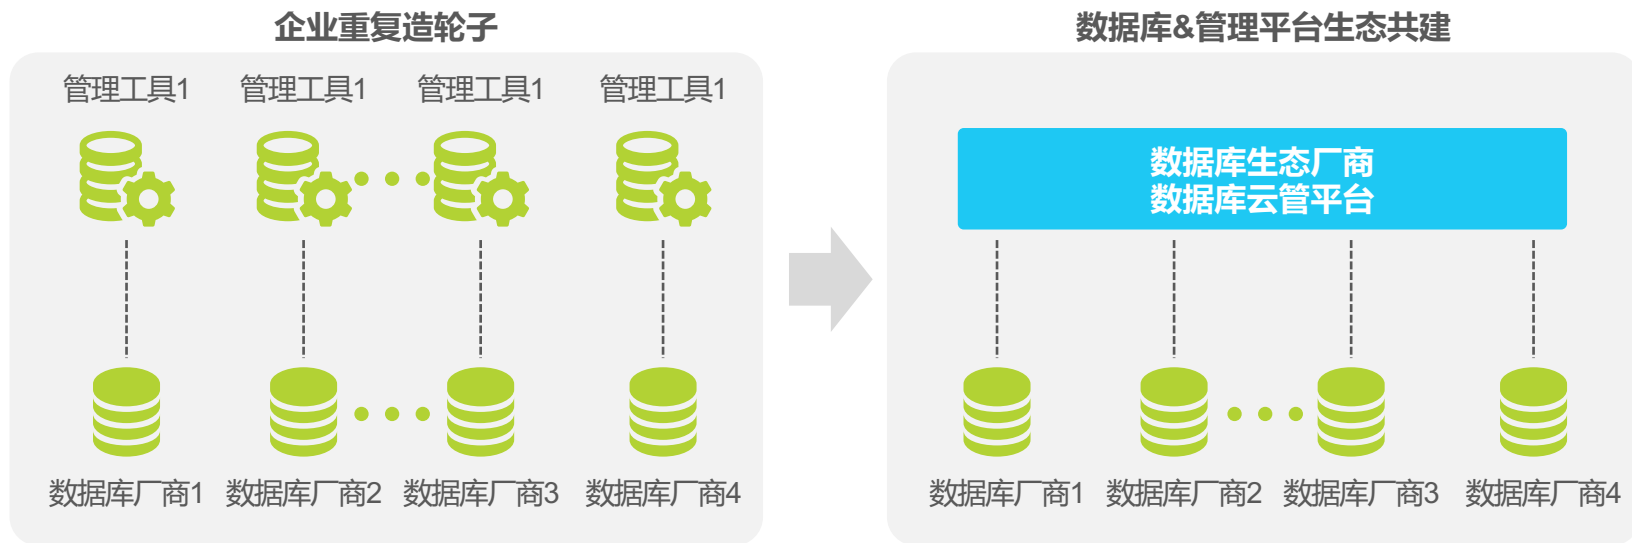 企业重复造轮子
管理工具1 管理工具1 管理工具1 管理工具1
数据库厂商1 数据库厂商2 数据库厂商3 数据库厂商4
数据库&管理平台生态共建
数据库生态厂商
数据库云管平台
数据库厂商1 数据库厂商2 数据库厂商3 数据库厂商4